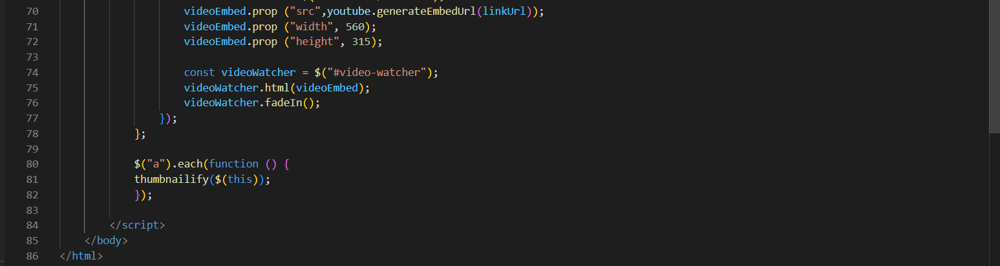 70 videoEmbed.prop ("src",youtube.generateEmbedUrl(linkUrl));
71 videoEmbed.prop ("width", 560);
72 videoEmbed.prop ("height", 315);
73
74 const videoWatcher = $("#video-watcher");
75 videoWatcher.html(videoEmbed);
76 videoWatcher.fadeIn();
77 });
78 };
79
80 $("a").each(function () {
81 thumbnailify($(this));
82 });
83
84 </script>
85 </body>
86 </html>